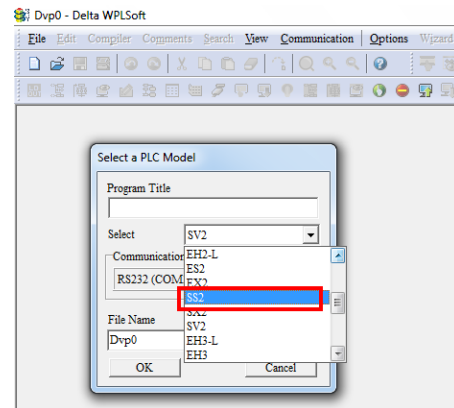 Dvp0 - Delta WPLSoft
File Edit Compiler Comments Search View Communication Options Wizard
Select a PLC Model
Program Title
Select SV2
EH2-L
Communication
ES2
RS232 (COM
EX2
SS2
SX2
File Name
SV2
Dvp0
EH3-L
EH3
OK Cancel